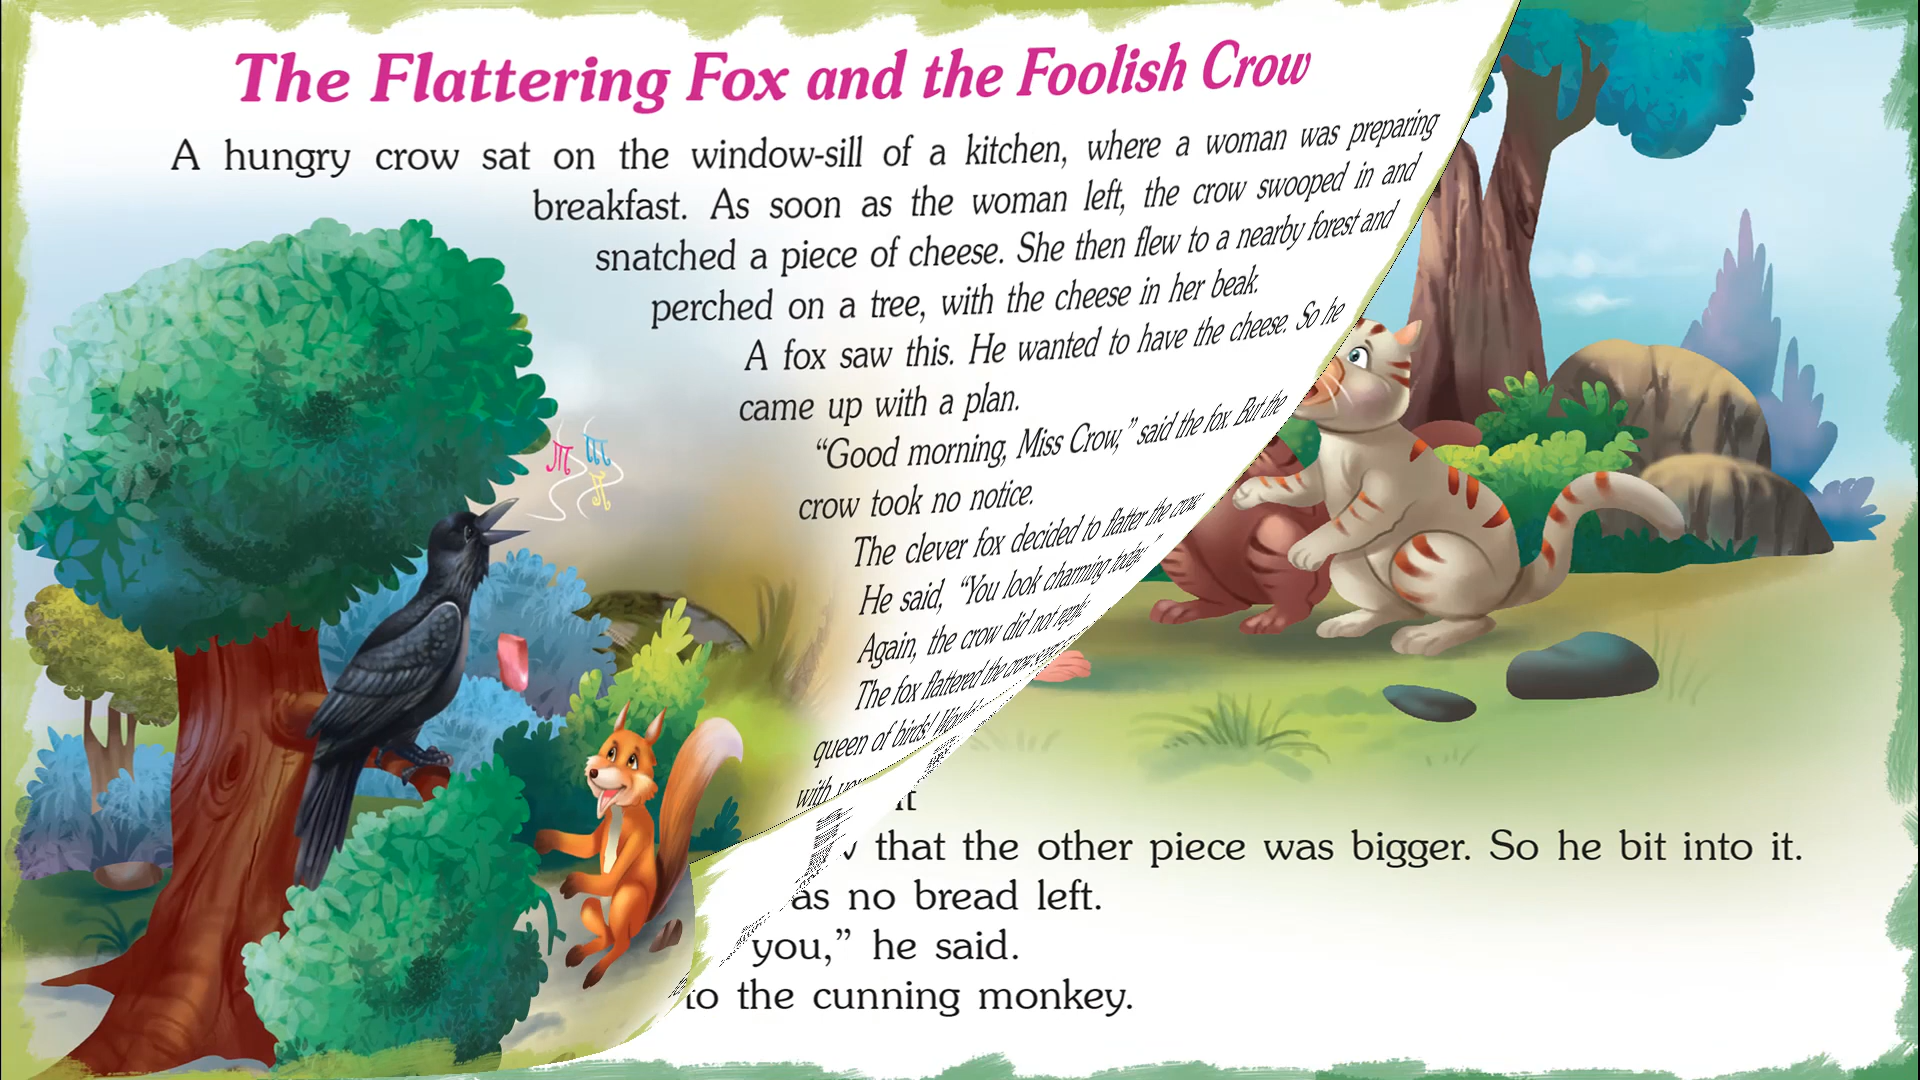 The Flattering Fox and the Foolish Crow
A hungry crow sat on the window-sill of a kitchen, where a woman was preparing
breakfast. As soon as the woman left, the crow swooped in and
snatched a piece of cheese. She then flew to a nearby forest and
perched on a tree, with the cheese in her beak.
A fox saw this. He wanted to have the cheese. So he
came up with a plan.
“Good morning, Miss Crow,” said the fox. But the
crow took no notice.
The clever fox decided to flatter the crow.
He said, “You look charming today.”
Again, the crow did not reply.
The fox flattered the crow
queen of birds!
with
that the other piece was bigger. So he bit into it.
as no bread left.
you,” he said.
to the cunning monkey.